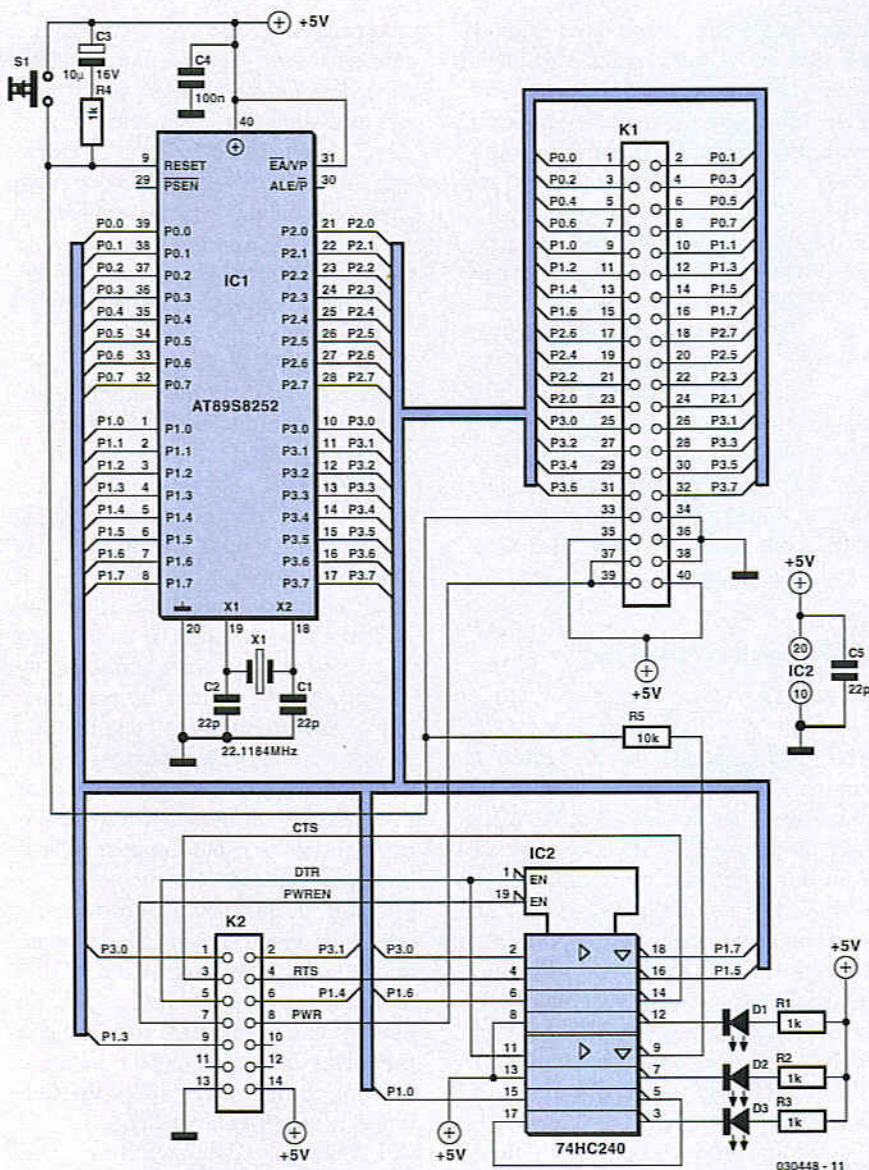 +5V
C3
S1
10µ
16V
R4
1k
C4
100n
40
9
RESET
EA/VP
31
29
PSEN
ALE/P
30
P0.0 39 P0.0 P2.0 21 P2.0
P0.1 38 P0.1 P2.1 22 P2.1
P0.2 37 P0.2 P2.2 23 P2.2
P0.3 36 P0.3 P2.3 24 P2.3
P0.4 35 P0.4 P2.4 25 P2.4
P0.5 34 P0.5 P2.5 26 P2.5
P0.6 33 P0.6 P2.6 27 P2.6
P0.7 32 P0.7 P2.7 28 P2.7
IC1
AT89S8252
P1.0 1 P1.0 P3.0 10 P3.0
P1.1 2 P1.1 P3.1 11 P3.1
P1.2 3 P1.2 P3.2 12 P3.2
P1.3 4 P1.3 P3.3 13 P3.3
P1.4 5 P1.4 P3.4 14 P3.4
P1.5 6 P1.5 P3.5 15 P3.5
P1.6 7 P1.6 P3.6 16 P3.6
P1.7 8 P1.7 P3.7 17 P3.7
X1 X2
20 19 18
X1
C2
22p
C1
22p
22.1184MHz
K1
P0.0 1 2 P0.1
P0.2 3 4 P0.3
P0.4 5 6 P0.5
P0.6 7 8 P0.7
P1.0 9 10 P1.1
P1.2 11 12 P1.3
P1.4 13 14 P1.5
P1.6 15 16 P1.7
P2.6 17 18 P2.7
P2.4 19 20 P2.5
P2.2 21 22 P2.3
P2.0 23 24 P2.1
P3.0 25 26 P3.1
P3.2 27 28 P3.3
P3.4 29 30 P3.5
P3.6 31 32 P3.7
33 34
35 36
37 38
39 40
+5V
+5V
20
IC2
10
C5
22p
R5
10k
CTS
DTR
PWREN
K2
P3.0 1 2 P3.1
3 4 RTS
5 6 P1.4
7 8 PWR
P1.3 9 10
11 12
13 14
+5V
IC2
1 EN
19 EN
P3.0 2 18 P1.7
4 16 P1.5
P1.6 6 14
8 12
11 9
13 7
P1.0 15 5
17 3
74HC240
+5V
+5V
D1
R1
1k
D2
R2
1k
D3
R3
1k
030448 - 11